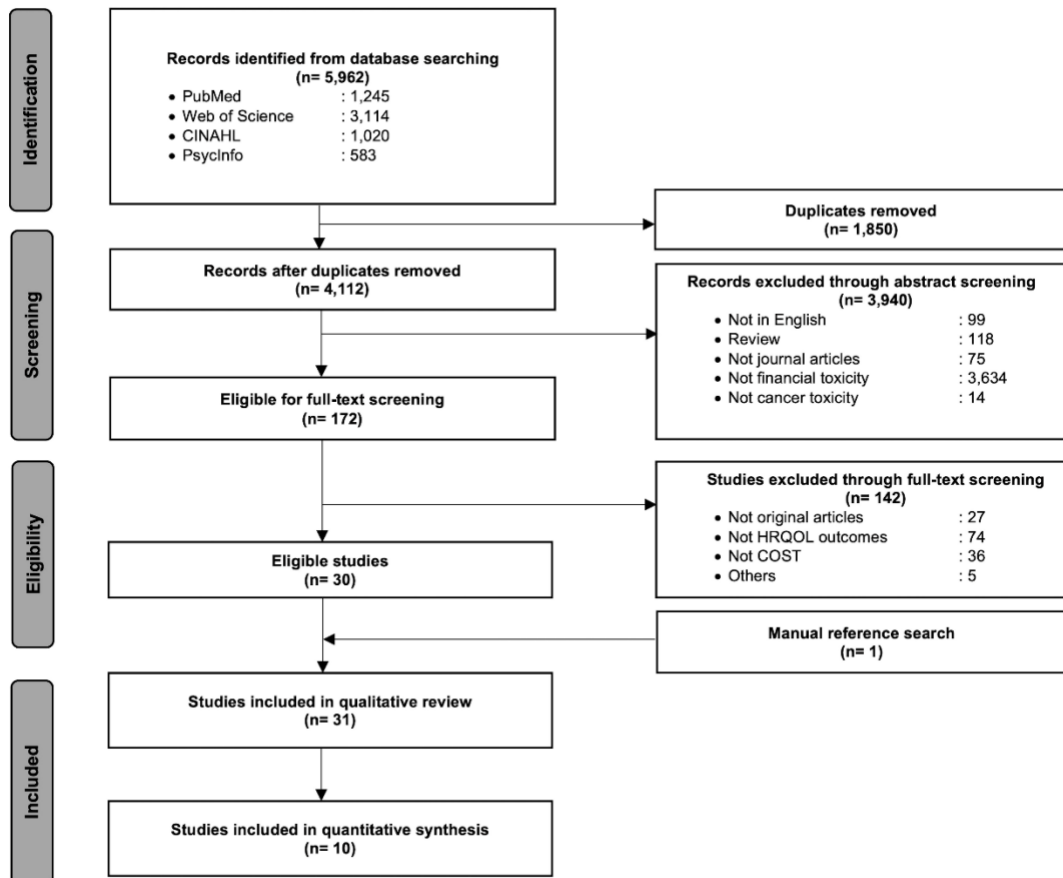 Identification
Records identified from database searching
(n= 5,962)
• PubMed : 1,245
• Web of Science : 3,114
• CINAHL : 1,020
• PsycInfo : 583
Duplicates removed
(n= 1,850)
Screening
Records after duplicates removed
(n= 4,112)
Records excluded through abstract screening
(n= 3,940)
• Not in English : 99
• Review : 118
• Not journal articles : 75
• Not financial toxicity : 3,634
• Not cancer toxicity : 14
Eligible for full-text screening
(n= 172)
Eligibility
Studies excluded through full-text screening
(n= 142)
• Not original articles : 27
• Not HRQOL outcomes : 74
• Not COST : 36
• Others : 5
Eligible studies
(n= 30)
Manual reference search
(n= 1)
Included
Studies included in qualitative review
(n= 31)
Studies included in quantitative synthesis
(n= 10)